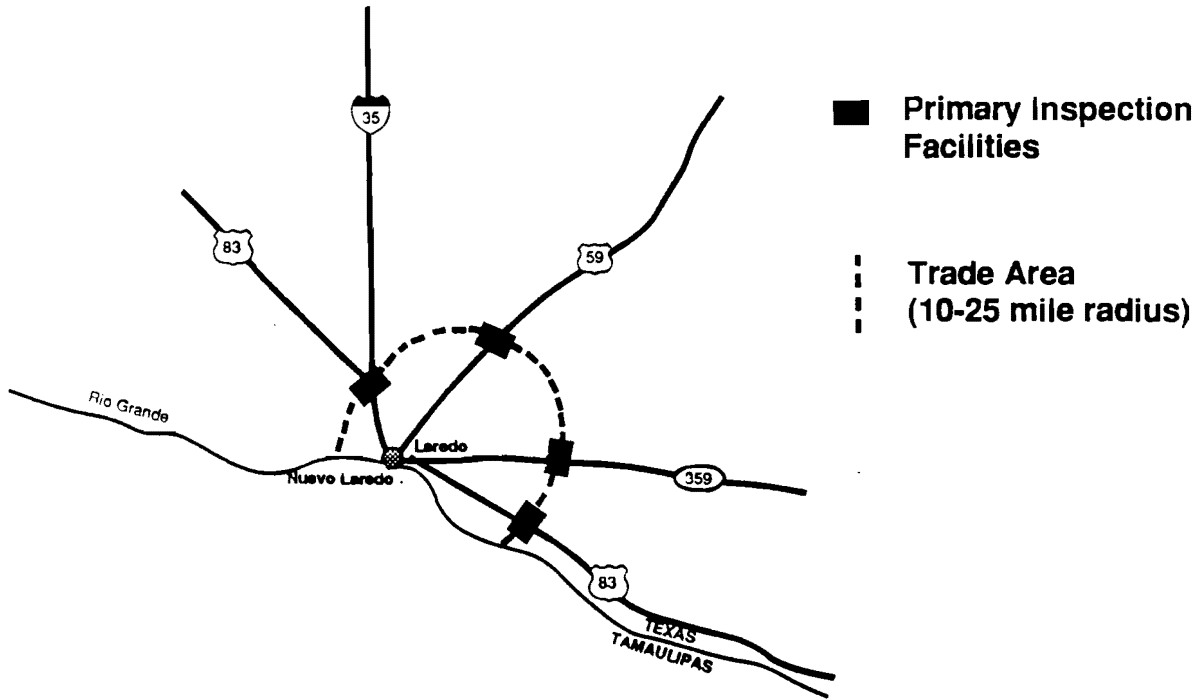 35
Primary Inspection
Facilities
83
59
Trade Area
(10-25 mile radius)
Rio Grande
Laredo
Nuevo Laredo
359
83
TEXAS
TAMAULIPAS